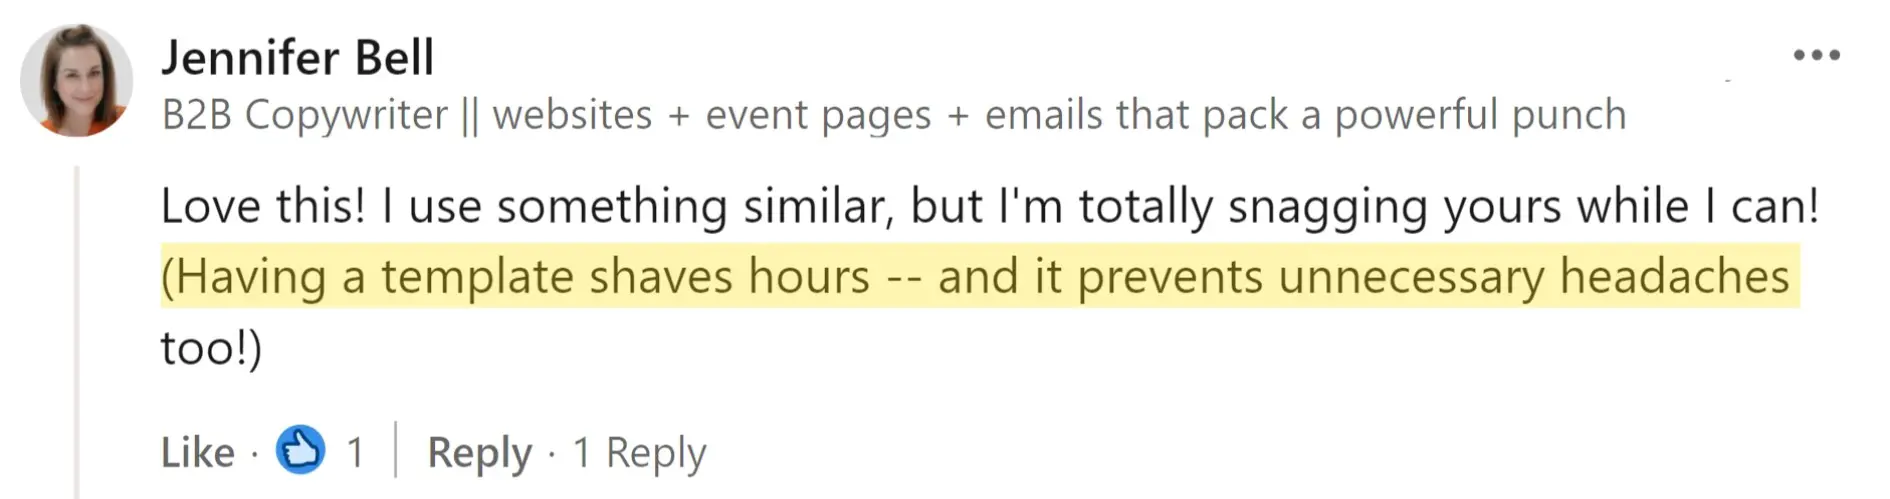 Jennifer Bell
B2B Copywriter || websites + event pages + emails that pack a powerful punch
Love this! I use something similar, but I'm totally snagging yours while I can!
(Having a template shaves hours -- and it prevents unnecessary headaches
too!)
Like · 1 | Reply · 1 Reply